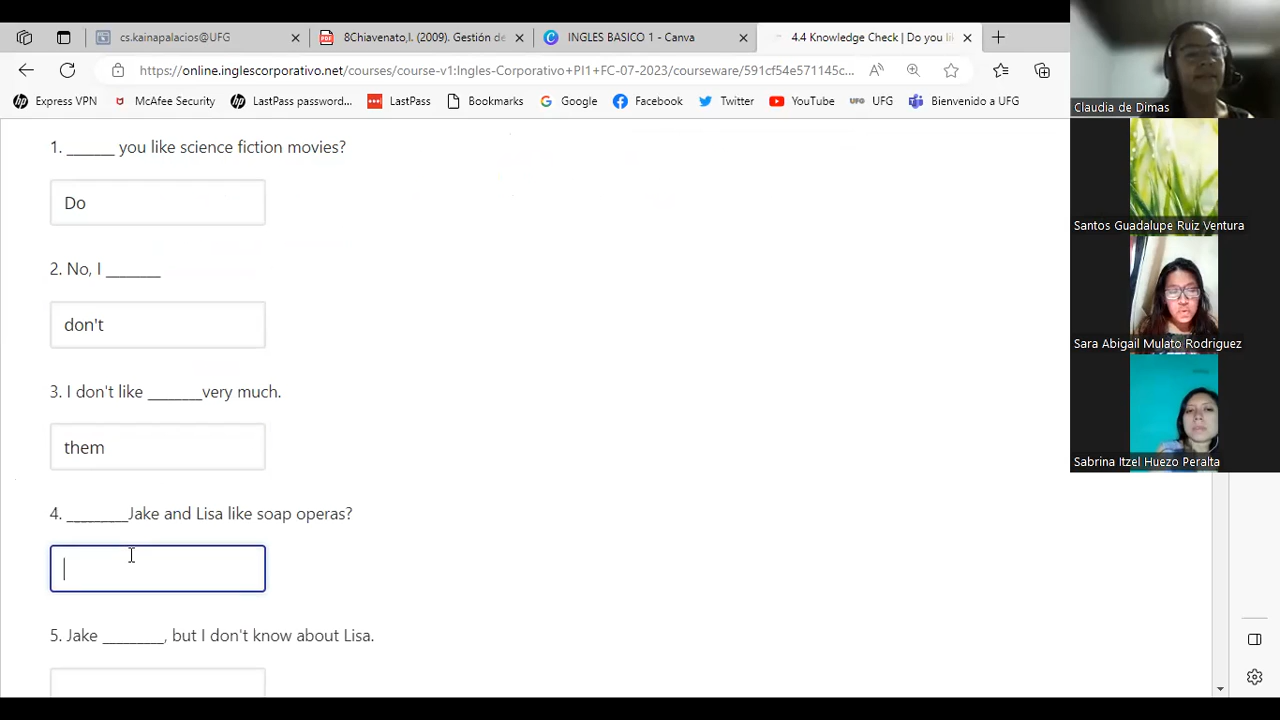 cs.kainapalacios@UFG
8Chiavenato,I. (2009). Gestión de
INGLES BASICO 1 - Canva
4.4 Knowledge Check | Do you li
https://online.inglescorporativo.net/courses/course-v1:Ingles-Corporativo+PI1+FC-07-2023/courseware/591cf54e571145c...
Express VPN
McAfee Security
LastPass password...
LastPass
Bookmarks
Google
Facebook
Twitter
YouTube
UFG
Bienvenido a UFG
1. _______ you like science fiction movies?
Do
2. No, I ________
don't
3. I don't like ________very much.
them
4. _________Jake and Lisa like soap operas?
5. Jake _________, but I don't know about Lisa.
Claudia de Dimas
Santos Guadalupe Ruiz Ventura
Sara Abigail Mulato Rodriguez
Sabrina Itzel Huezo Peralta